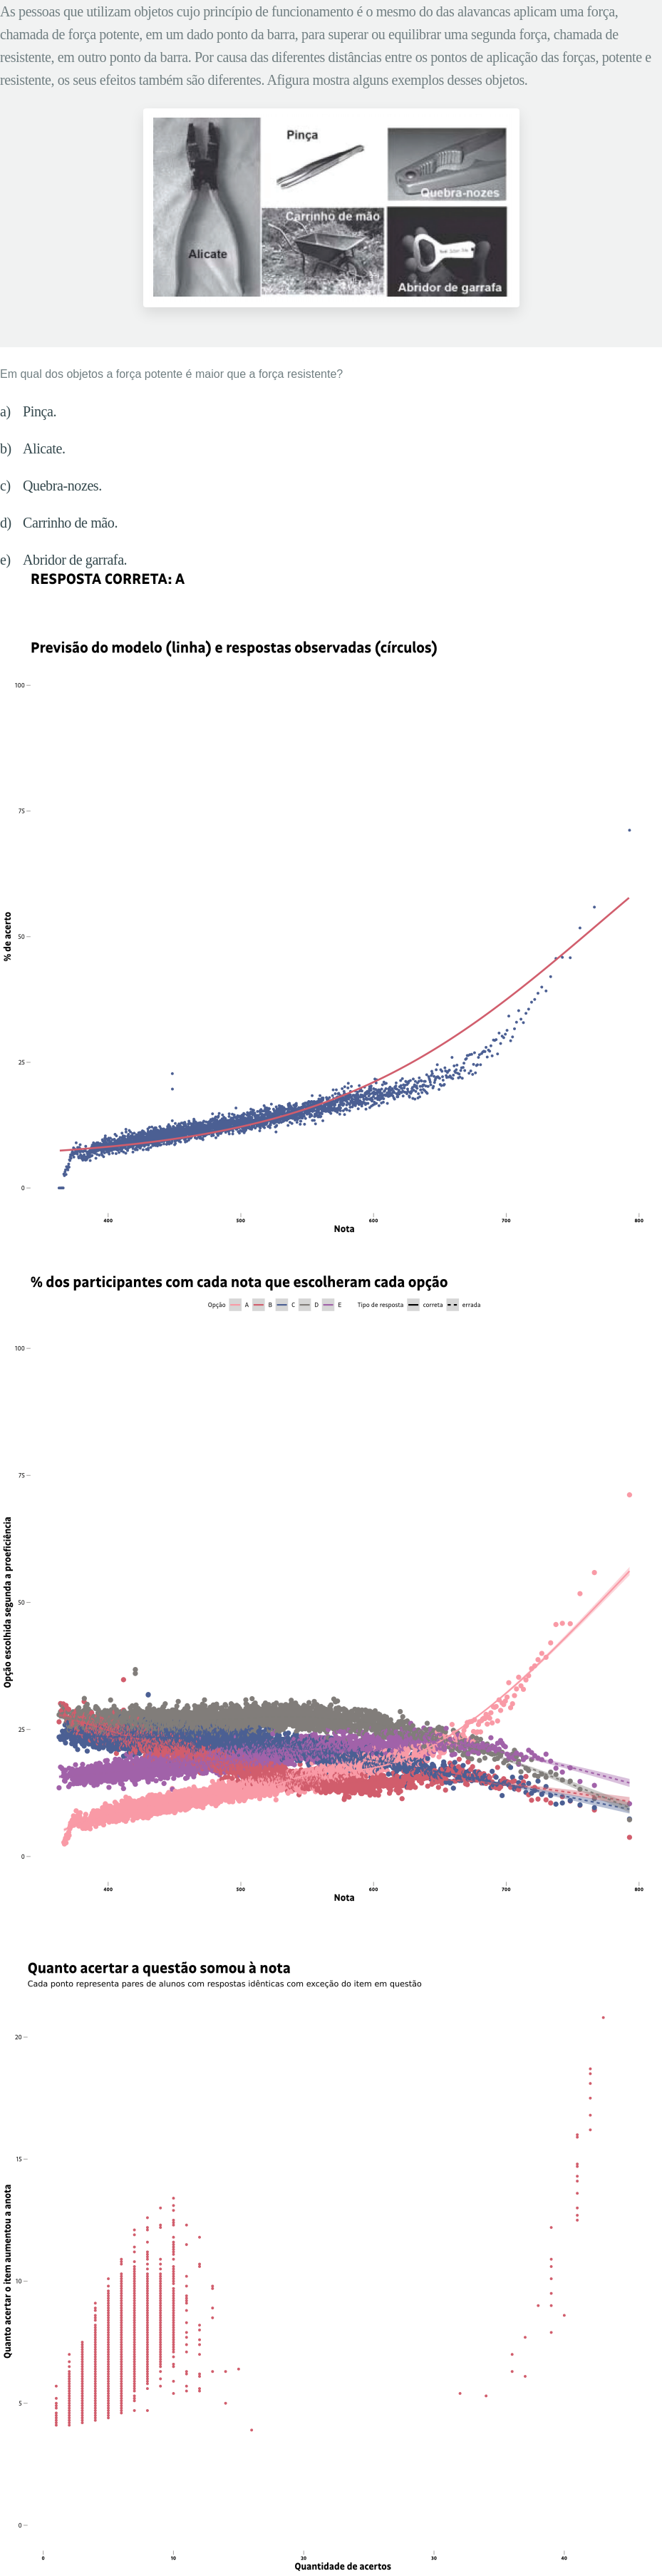 As pessoas que utilizam objetos cujo princípio de funcionamento é o mesmo do das alavancas aplicam uma força,
chamada de força potente, em um dado ponto da barra, para superar ou equilibrar uma segunda força, chamada de
resistente, em outro ponto da barra. Por causa das diferentes distâncias entre os pontos de aplicação das forças, potente e
resistente, os seus efeitos também são diferentes. Afigura mostra alguns exemplos desses objetos.
Pinça
Quebra-nozes
Carrinho de mão
Alicate
Abridor de garrafa
Em qual dos objetos a força potente é maior que a força resistente?
a) Pinça.
b) Alicate.
c) Quebra-nozes.
d) Carrinho de mão.
e) Abridor de garrafa.
RESPOSTA CORRETA: A
Previsão do modelo (linha) e respostas observadas (círculos)
100
75
50
25
0
% de acerto
400 500 600 700 800
Nota
% dos participantes com cada nota que escolheram cada opção
Opção A B C D E Tipo de resposta correta errada
100
75
50
25
0
Opção escolhida segunda a proeficiência
400 500 600 700 800
Nota
Quanto acertar a questão somou à nota
Cada ponto representa pares de alunos com respostas idênticas com exceção do item em questão
20
15
10
5
0
Quanto acertar o item aumentou a anota
0 10 20 30 40
Quantidade de acertos